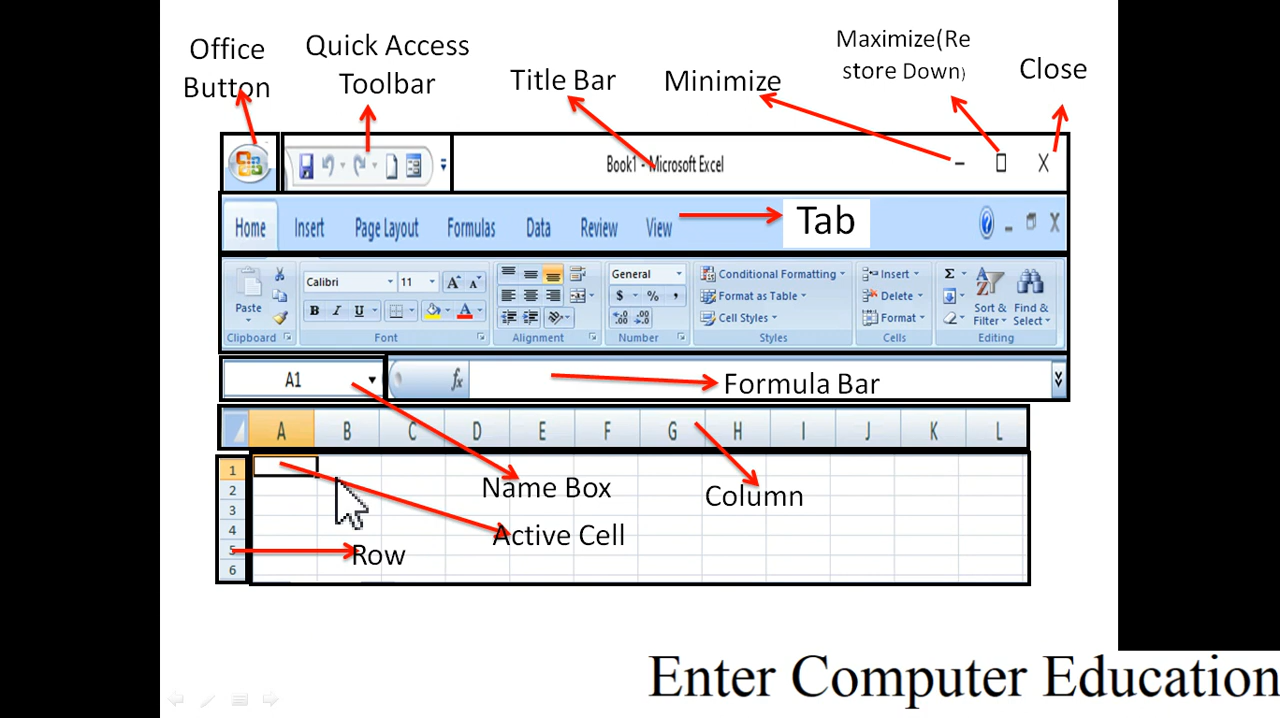 Office
Button
Quick Access
Toolbar
Title Bar
Minimize
Maximize(Re
store Down)
Close
Book1 - Microsoft Excel
Home Insert Page Layout Formulas Data Review View
Tab
Paste
Clipboard
Calibri 11
B I U A
Font
Alignment
General
$ % ,
Number
Conditional Formatting
Format as Table
Cell Styles
Styles
Insert
Delete
Format
Cells
Σ
Sort &
Filter
Find &
Select
Editing
A1
fx
Formula Bar
A B C D E F G H I J K L
1
2
3
4
5
6
Name Box
Column
Active Cell
Row
Enter Computer Education